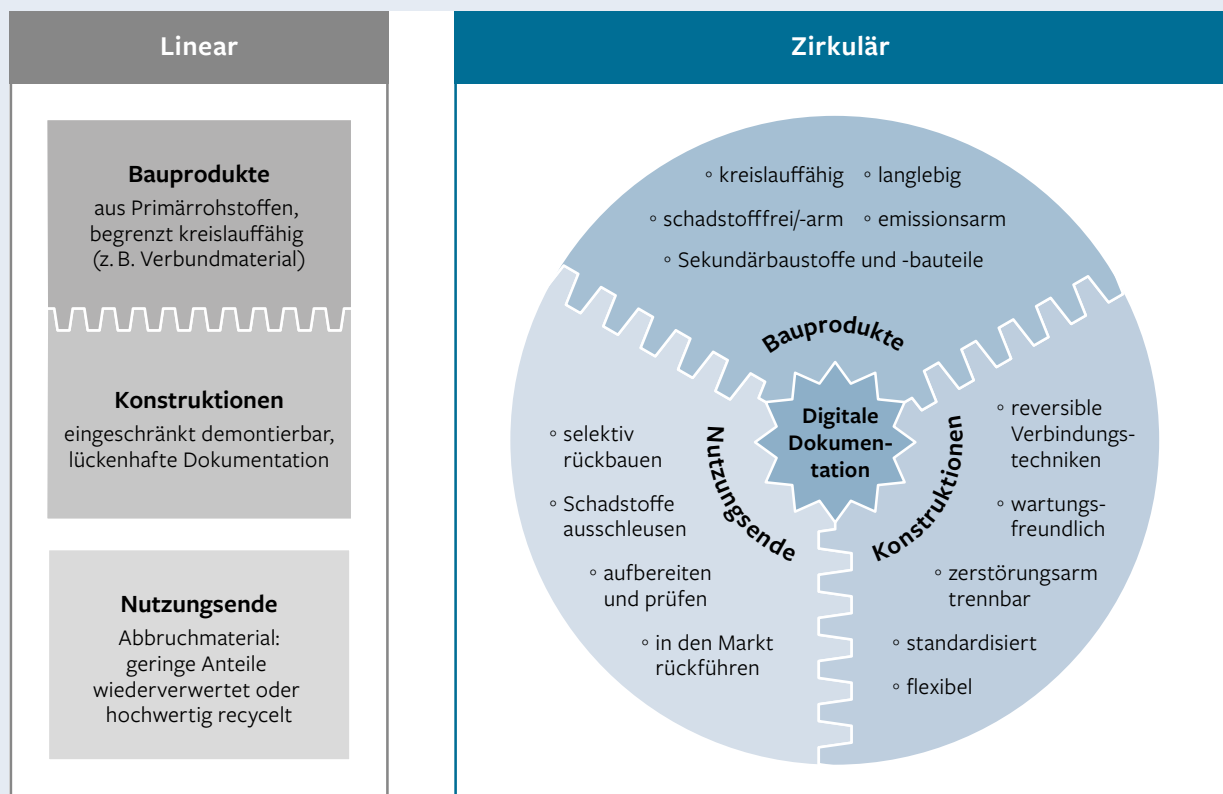 Linear
Bauprodukte
aus Primärrohstoffen,
begrenzt kreislauffähig
(z. B. Verbundmaterial)
Konstruktionen
eingeschränkt demontierbar,
lückenhafte Dokumentation
Nutzungsende
Abbruchmaterial:
geringe Anteile
wiederverwertet oder
hochwertig recycelt
Zirkulär
◦ kreislauffähig ◦ langlebig
◦ schadstofffrei/-arm ◦ emissionsarm
◦ Sekundärbaustoffe und -bauteile
Bauprodukte
Digitale
Dokumen-
tation
Konstruktionen
◦ reversible
Verbindungs-
techniken
◦ wartungs-
freundlich
◦ zerstörungsarm
trennbar
◦ standardisiert
◦ flexibel
Nutzungsende
◦ selektiv
rückbauen
◦ Schadstoffe
ausschleusen
◦ aufbereiten
und prüfen
◦ in den Markt
rückführen